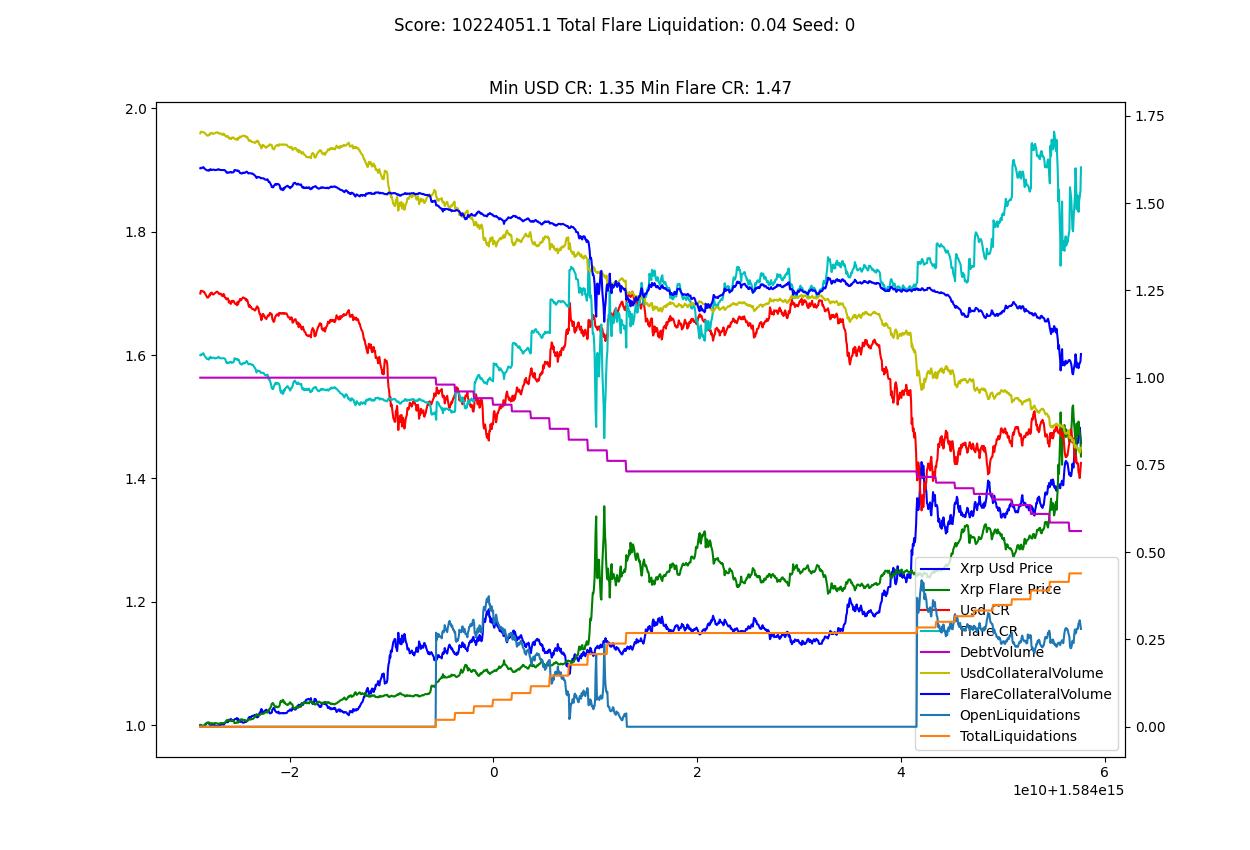 Score: 10224051.1 Total Flare Liquidation: 0.04 Seed: 0
Min USD CR: 1.35 Min Flare CR: 1.47
2.0
1.8
1.6
1.4
1.2
1.0
1.75
1.50
1.25
1.00
0.75
0.50
0.25
0.00
Xrp Usd Price
Xrp Flare Price
Usd CR
Flare CR
DebtVolume
UsdCollateralVolume
FlareCollateralVolume
OpenLiquidations
TotalLiquidations
−2 0 2 4 6
1e10+1.584e15